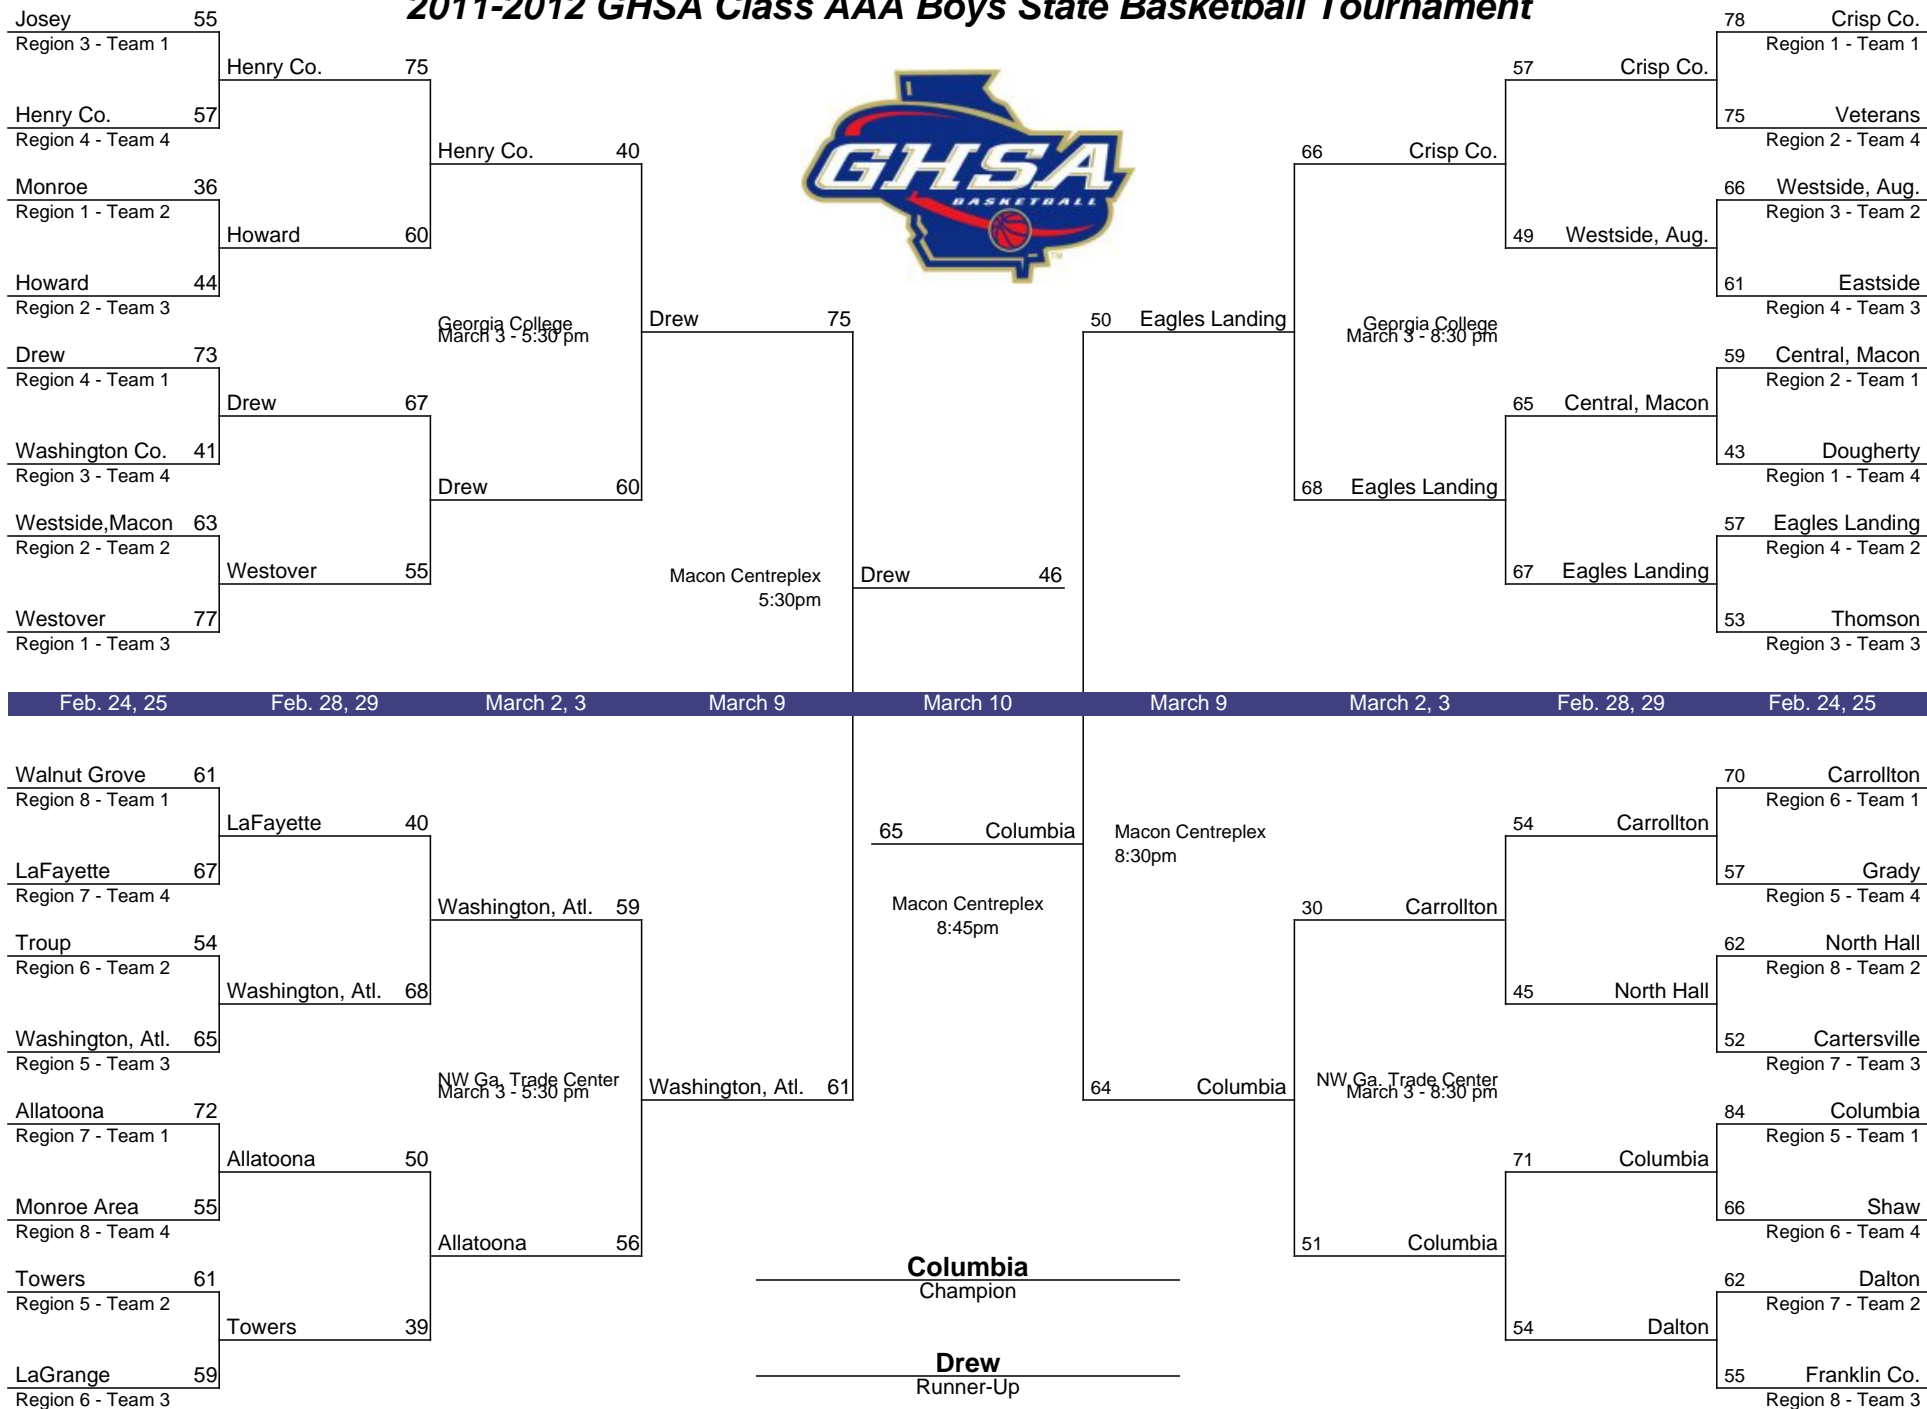 2011-2012 GHSA Class AAA Boys State Basketball Tournament
GHSA
BASKETBALL
TM
Josey 55
Region 3 - Team 1
Henry Co. 75
Henry Co. 57
Region 4 - Team 4
Henry Co. 40
Monroe 36
Region 1 - Team 2
Howard 60
Howard 44
Region 2 - Team 3
Georgia College
March 3 - 5:30 pm
Drew 75
Drew 73
Region 4 - Team 1
Drew 67
Washington Co. 41
Region 3 - Team 4
Drew 60
Westside,Macon 63
Region 2 - Team 2
Westover 55
Westover 77
Region 1 - Team 3
Macon Centreplex
5:30pm
Drew 46
78 Crisp Co.
Region 1 - Team 1
57 Crisp Co.
75 Veterans
Region 2 - Team 4
66 Crisp Co.
66 Westside, Aug.
Region 3 - Team 2
49 Westside, Aug.
61 Eastside
Region 4 - Team 3
50 Eagles Landing
Georgia College
March 3 - 8:30 pm
59 Central, Macon
Region 2 - Team 1
65 Central, Macon
43 Dougherty
Region 1 - Team 4
68 Eagles Landing
57 Eagles Landing
Region 4 - Team 2
67 Eagles Landing
53 Thomson
Region 3 - Team 3
Feb. 24, 25 Feb. 28, 29 March 2, 3 March 9 March 10 March 9 March 2, 3 Feb. 28, 29 Feb. 24, 25
Walnut Grove 61
Region 8 - Team 1
LaFayette 40
LaFayette 67
Region 7 - Team 4
Washington, Atl. 59
Troup 54
Region 6 - Team 2
Washington, Atl. 68
Washington, Atl. 65
Region 5 - Team 3
NW Ga. Trade Center
March 3 - 5:30 pm
Washington, Atl. 61
Allatoona 72
Region 7 - Team 1
Allatoona 50
Monroe Area 55
Region 8 - Team 4
Allatoona 56
Towers 61
Region 5 - Team 2
Towers 39
LaGrange 59
Region 6 - Team 3
65 Columbia
Macon Centreplex
8:30pm
Macon Centreplex
8:45pm
70 Carrollton
Region 6 - Team 1
54 Carrollton
57 Grady
Region 5 - Team 4
30 Carrollton
62 North Hall
Region 8 - Team 2
45 North Hall
52 Cartersville
Region 7 - Team 3
64 Columbia
NW Ga. Trade Center
March 3 - 8:30 pm
84 Columbia
Region 5 - Team 1
71 Columbia
66 Shaw
Region 6 - Team 4
51 Columbia
62 Dalton
Region 7 - Team 2
54 Dalton
55 Franklin Co.
Region 8 - Team 3
Columbia
Champion
Drew
Runner-Up